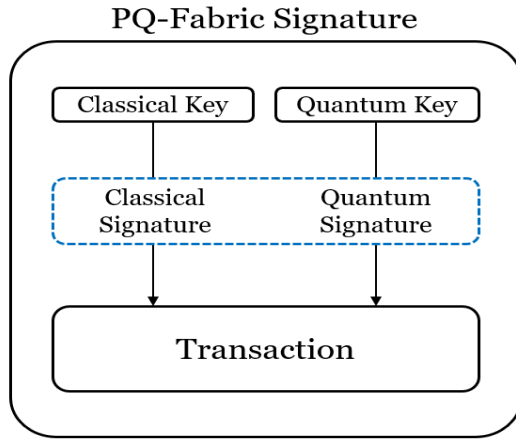 PQ-Fabric Signature
Classical Key
Quantum Key
Classical
Signature
Quantum
Signature
Transaction